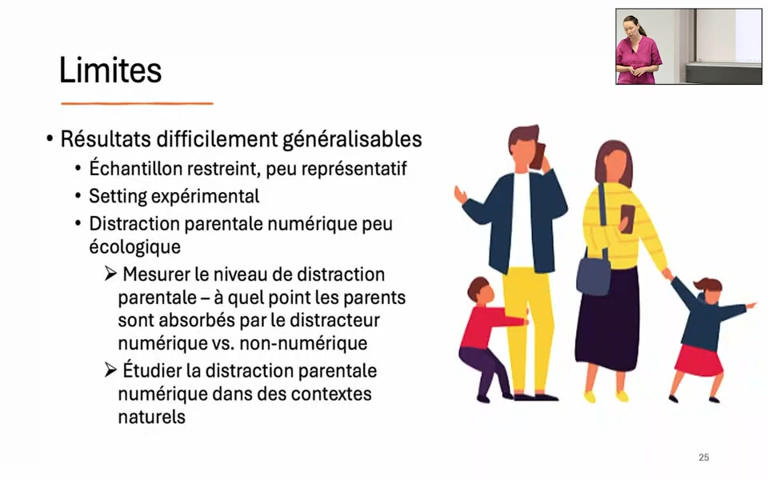 Limites
• Résultats difficilement généralisables
• Échantillon restreint, peu représentatif
• Setting expérimental
• Distraction parentale numérique peu
écologique
➢ Mesurer le niveau de distraction
parentale – à quel point les parents
sont absorbés par le distracteur
numérique vs. non-numérique
➢ Étudier la distraction parentale
numérique dans des contextes
naturels
25